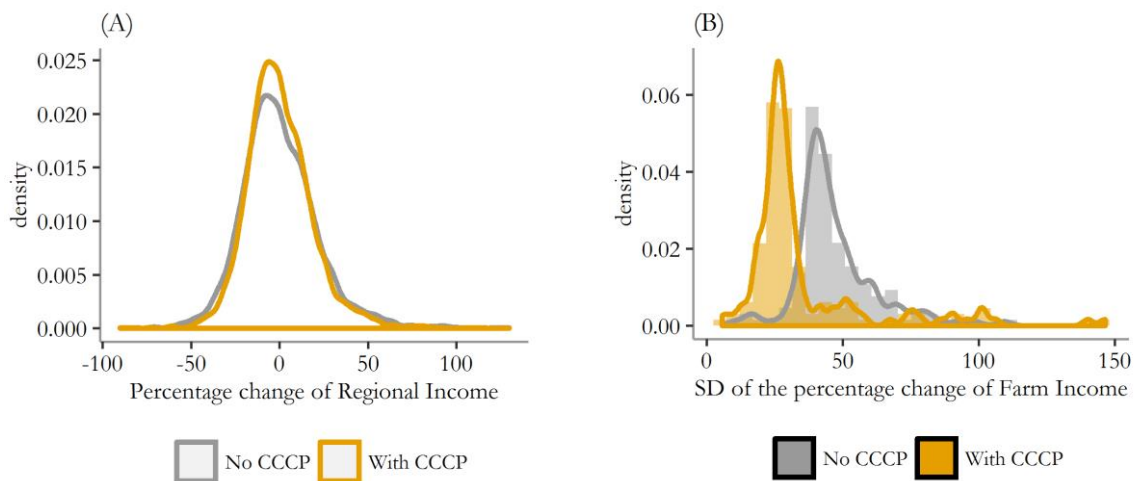 (A)
0.025
0.020
0.015
0.010
0.005
0.000
density
-100 -50 0 50 100
Percentage change of Regional Income
No CCCP With CCCP
(B)
0.06
0.04
0.02
0.00
density
0 50 100 150
SD of the percentage change of Farm Income
No CCCP With CCCP